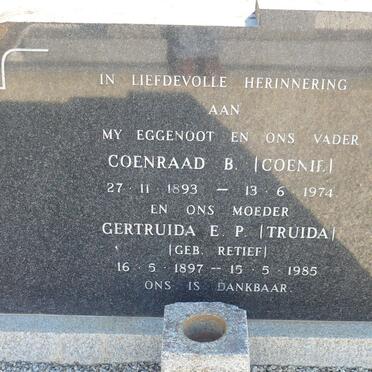 IN LIEFDEVOLLE HERINNERING
AAN
MY EGGENOOT EN ONS VADER
COENRAAD B. (COENIE)
27 · 11 · 1893 — 13 · 6 · 1974
EN ONS MOEDER
GERTRUIDA E. P. (TRUIDA)
(GEB. RETIEF)
16 · 5 · 1897 — 15 · 5 · 1985
ONS IS DANKBAAR.